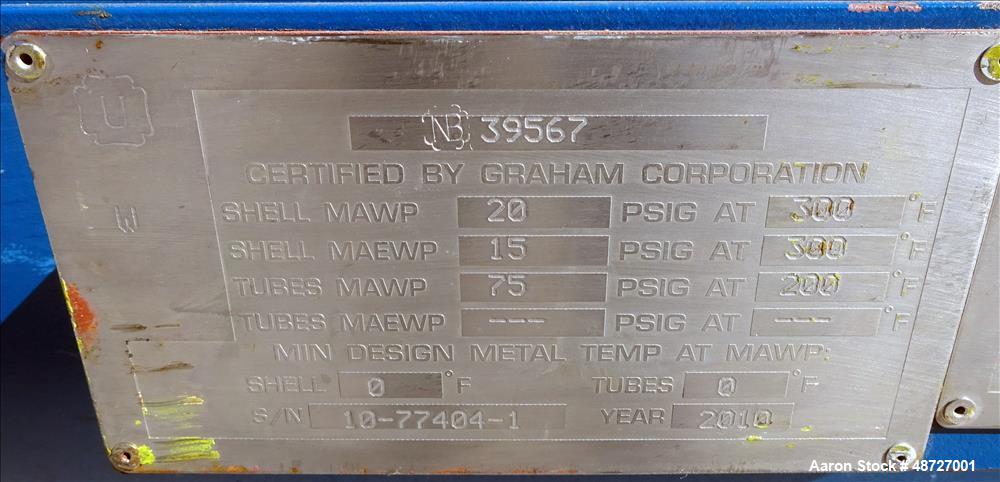 U
NB 39567
CERTIFIED BY GRAHAM CORPORATION
W
SHELL MAWP 20 PSIG AT 300 °F
SHELL MAEWP 15 PSIG AT 300 °F
TUBES MAWP 75 PSIG AT 200 °F
TUBES MAEWP --- PSIG AT --- °F
MIN DESIGN METAL TEMP AT MAWP:
SHELL 0 °F TUBES 0 °F
S/N 10-77404-1 YEAR 2010
Aaron Stock # 48727001